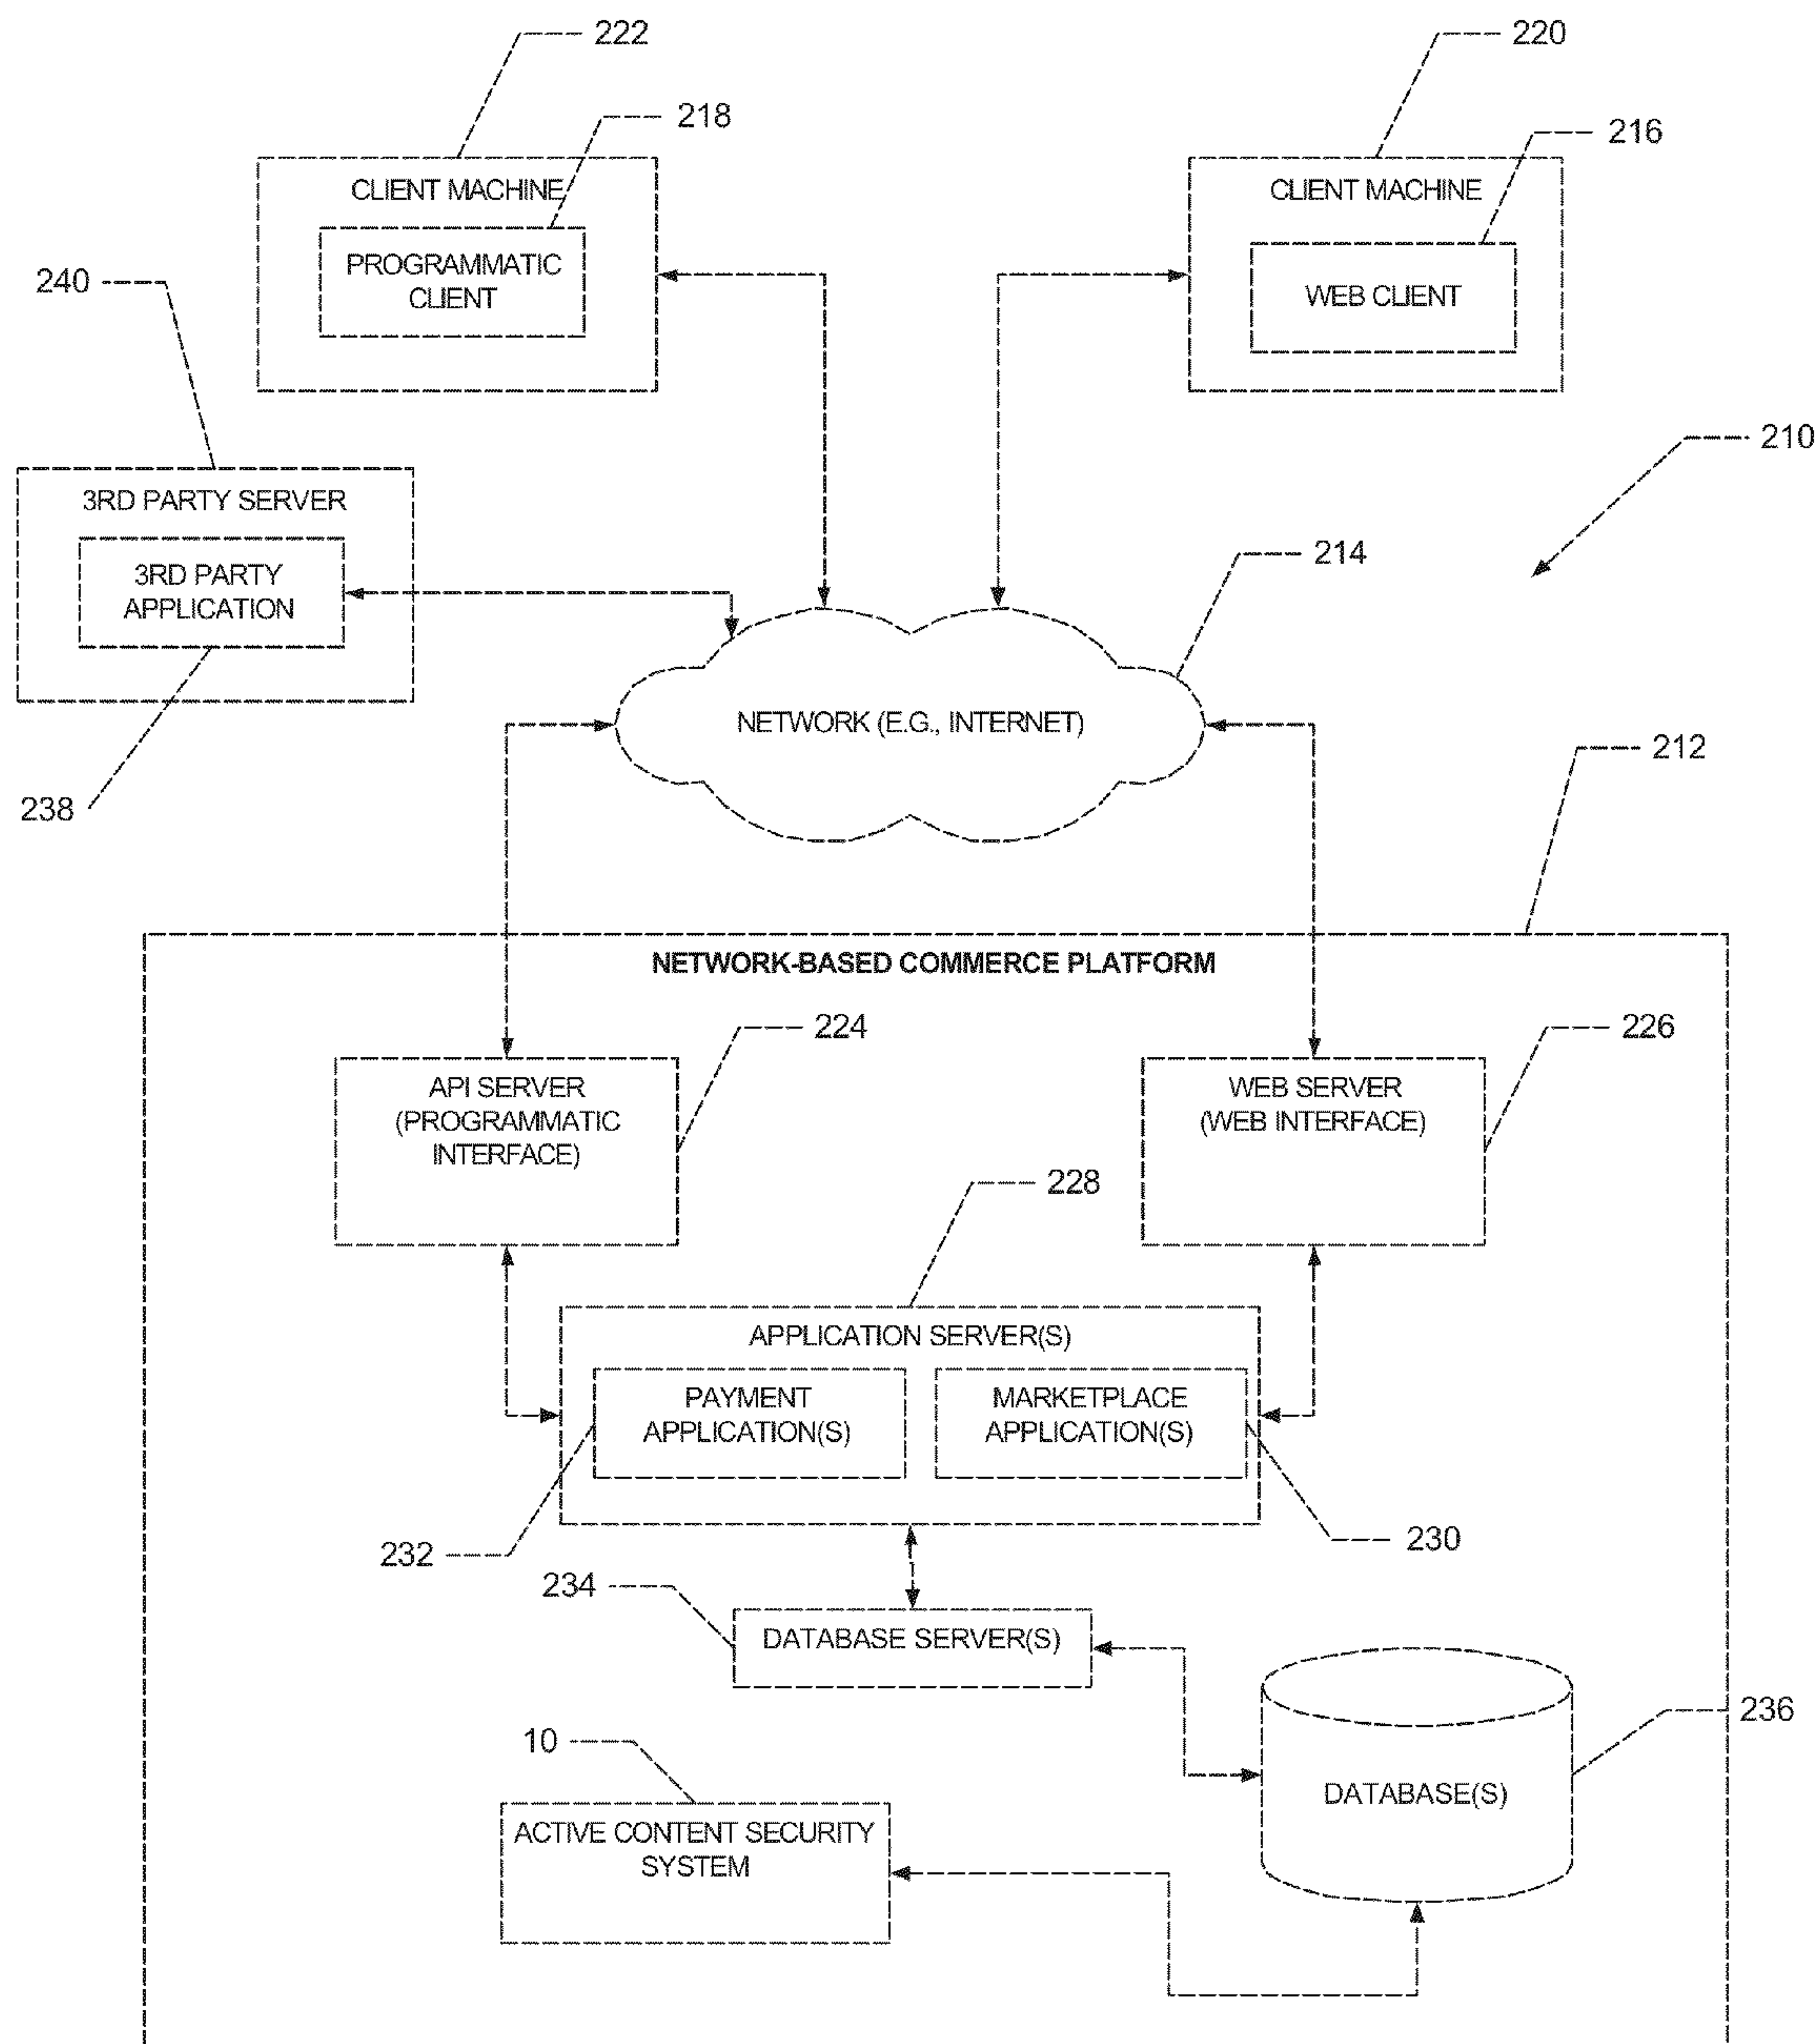 222
220
218
216
CLIENT MACHINE
CLIENT MACHINE
PROGRAMMATIC
CLIENT
WEB CLIENT
240
210
3RD PARTY SERVER
3RD PARTY
APPLICATION
214
NETWORK (E.G., INTERNET)
212
238
NETWORK-BASED COMMERCE PLATFORM
224
226
API SERVER
(PROGRAMMATIC
INTERFACE)
WEB SERVER
(WEB INTERFACE)
228
APPLICATION SERVER(S)
PAYMENT
APPLICATION(S)
MARKETPLACE
APPLICATION(S)
232
230
234
DATABASE SERVER(S)
236
10
DATABASE(S)
ACTIVE CONTENT SECURITY
SYSTEM